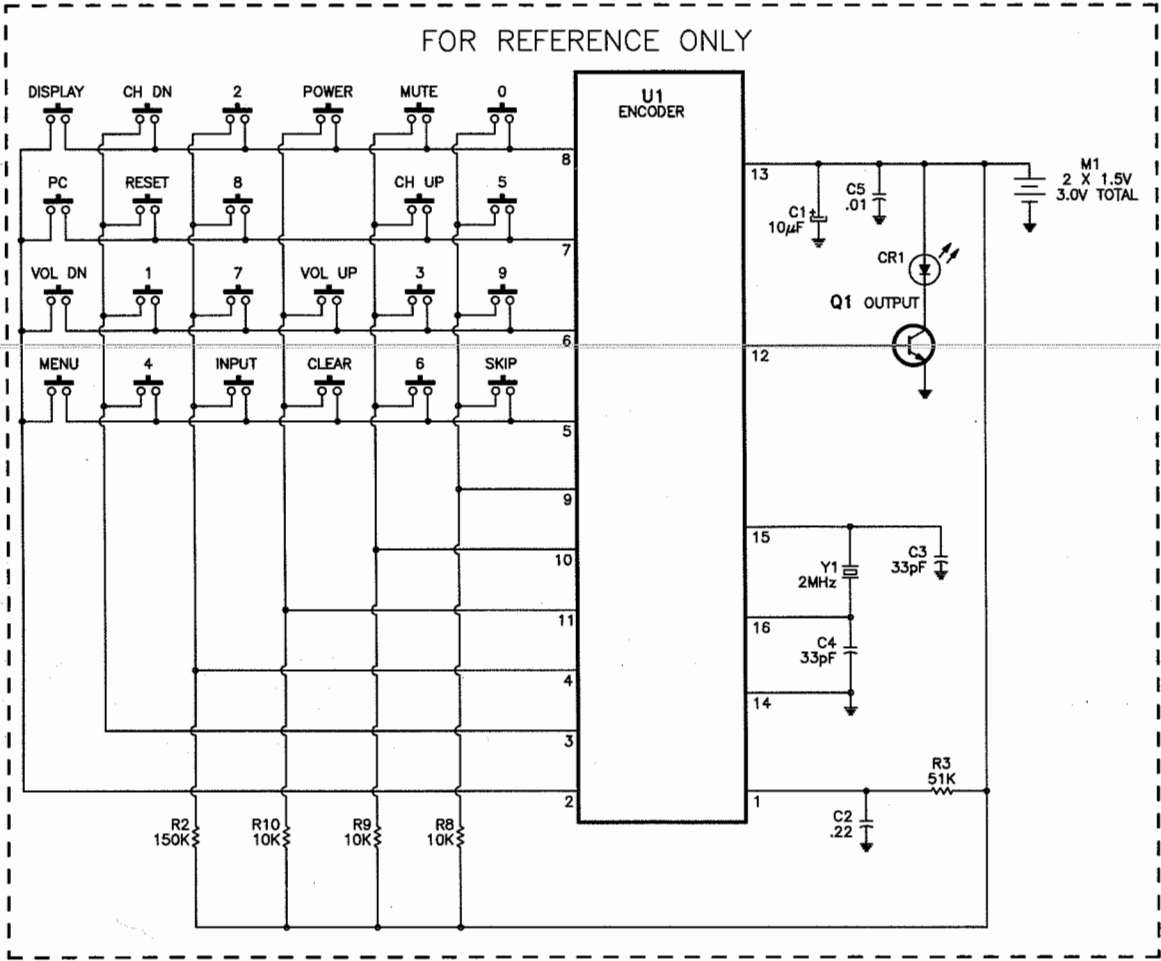 FOR REFERENCE ONLY
DISPLAY CH DN 2 POWER MUTE 0
U1
ENCODER
8
13
M1
2 X 1.5V
3.0V TOTAL
PC RESET 8 CH UP 5
C5
.01
C1 +
10µF
7
VOL DN 1 7 VOL UP 3 9
CR1
Q1 OUTPUT
6
12
MENU 4 INPUT CLEAR 6 SKIP
5
9
10
15
C3
33pF
Y1
2MHz
11
16
C4
33pF
4
14
3
R3
51K
2
1
R2
150K
R10
10K
R9
10K
R8
10K
C2
.22